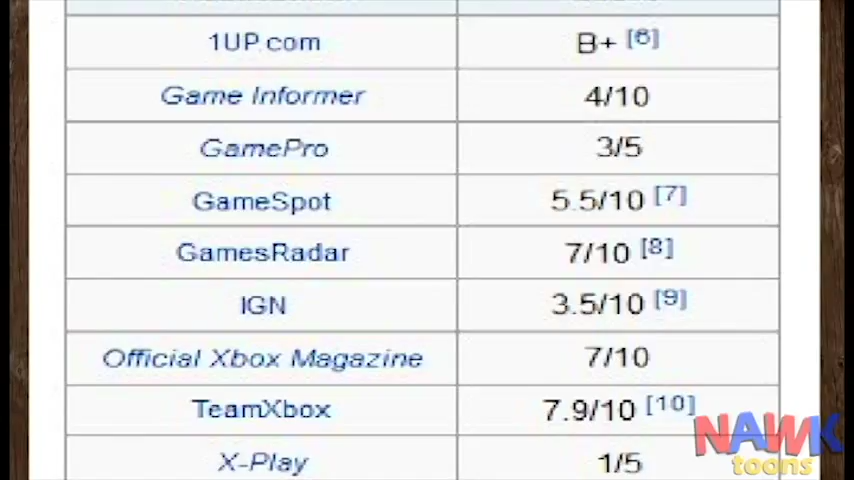 1UP.com B+ [6]
Game Informer 4/10
GamePro 3/5
GameSpot 5.5/10 [7]
GamesRadar 7/10 [8]
IGN 3.5/10 [9]
Official Xbox Magazine 7/10
TeamXbox 7.9/10 [10]
X-Play 1/5
NAWK
toons